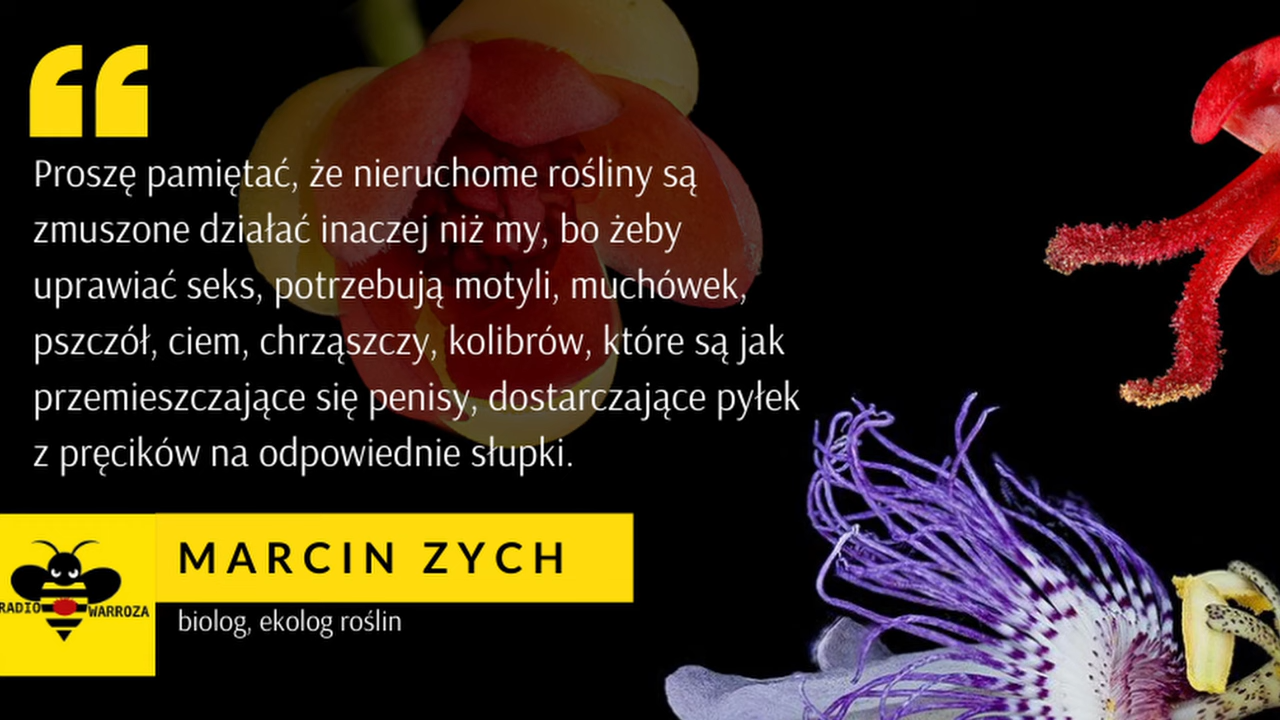 Proszę pamiętać, że nieruchome rośliny są
zmuszone działać inaczej niż my, bo żeby
uprawiać seks, potrzebują motyli, muchówek,
pszczół, ciem, chrząszczy, kolibrów, które są jak
przemieszczające się penisy, dostarczające pyłek
z pręcików na odpowiednie słupki.
MARCIN ZYCH
RADIO WARROZA
biolog, ekolog roślin